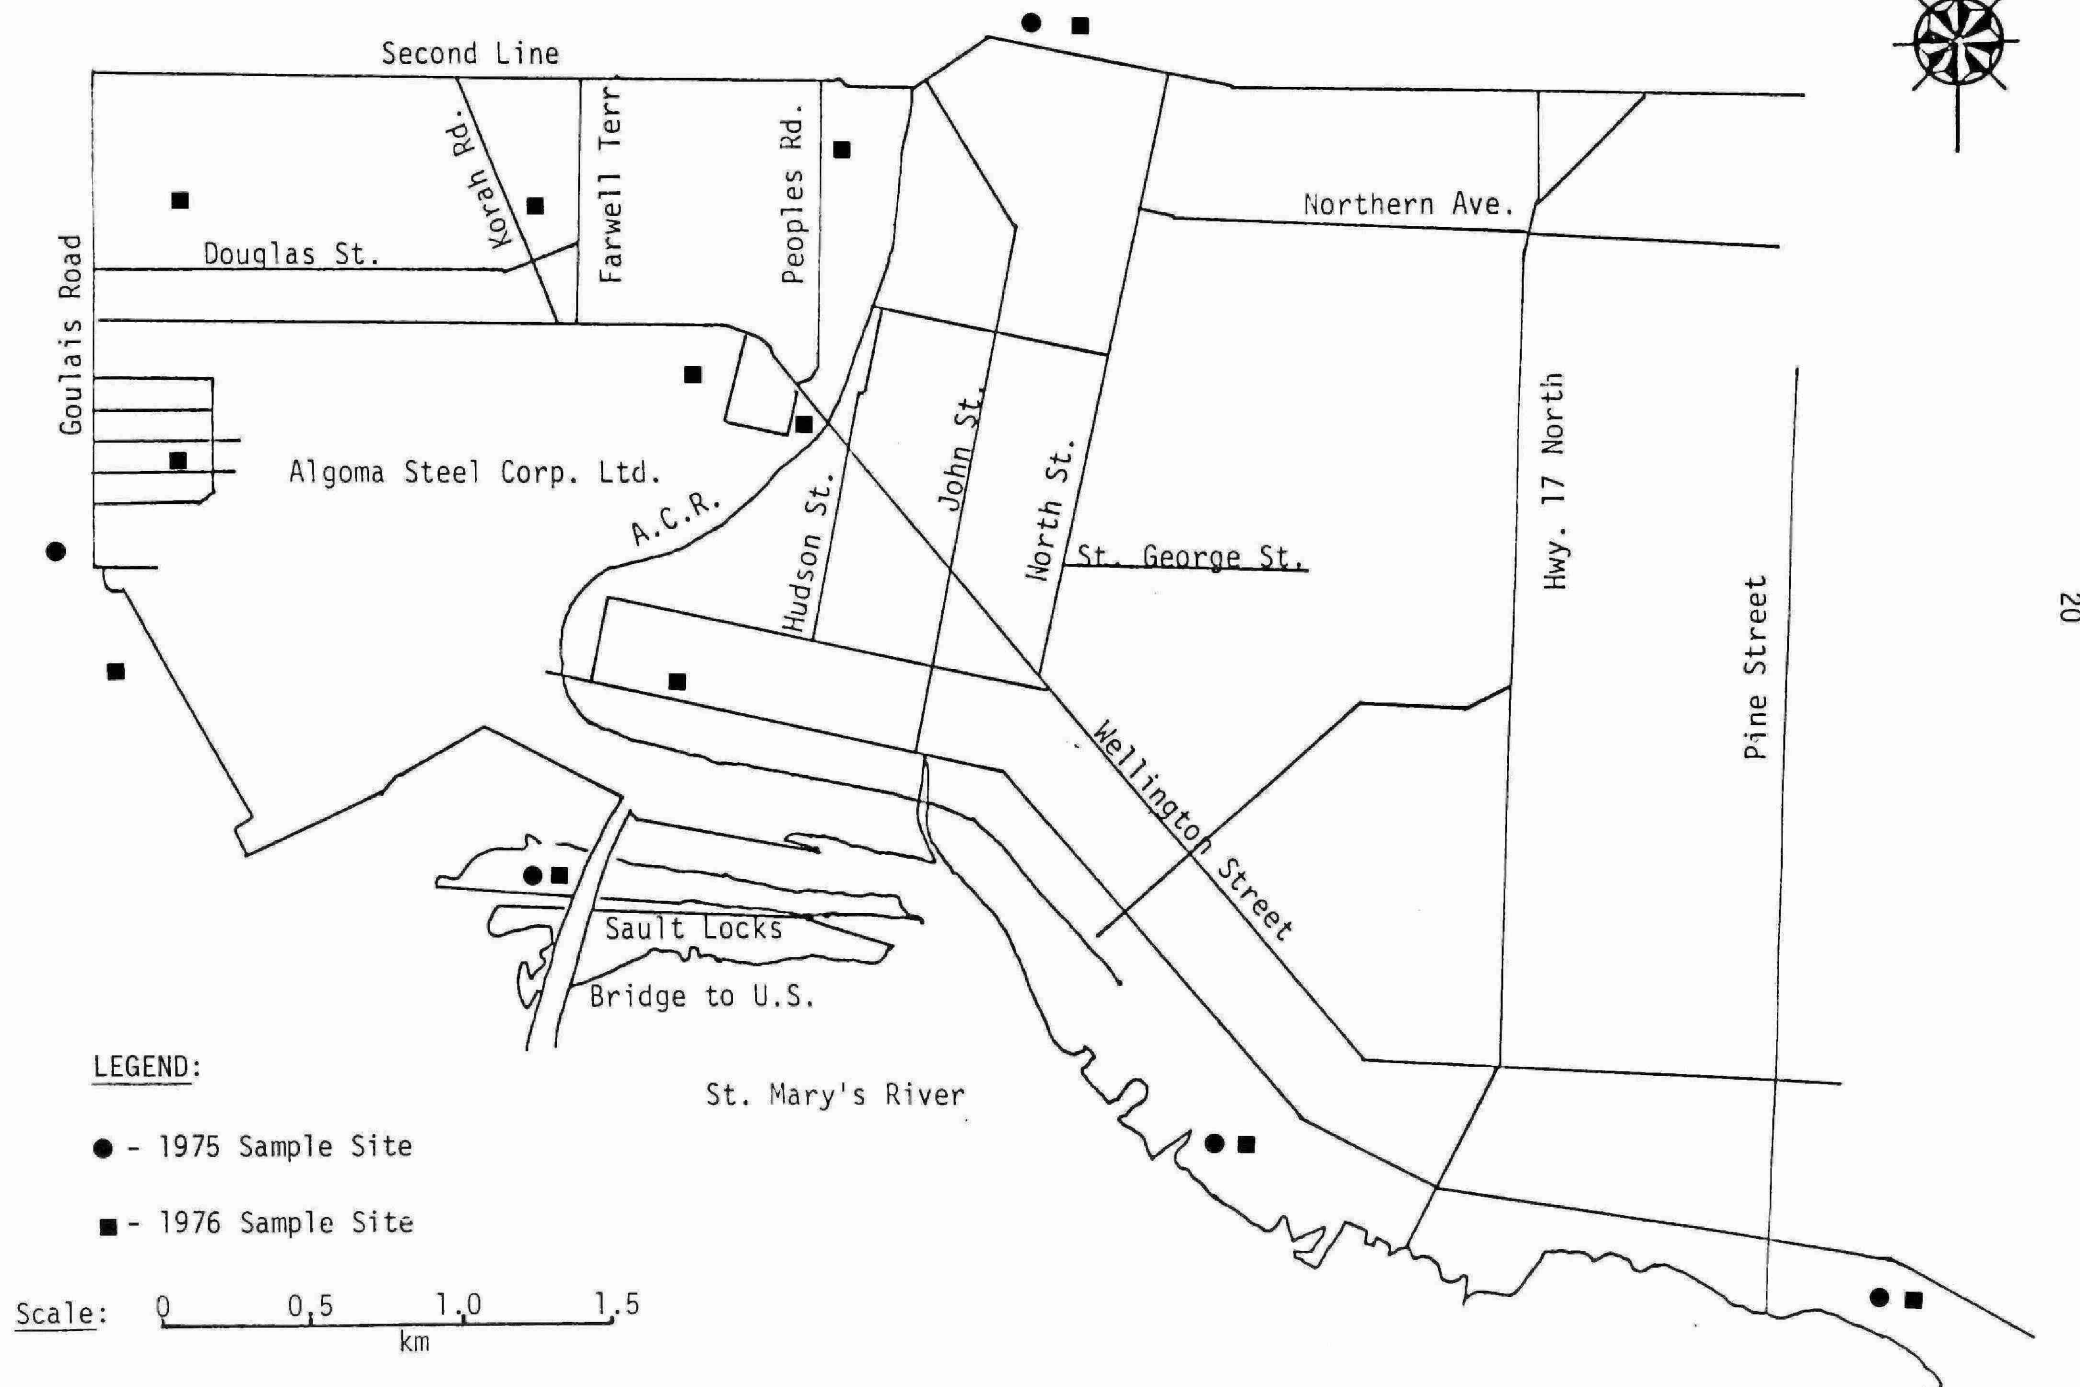 Second Line
Korah Rd.
Farwell Terr
Peoples Rd.
Northern Ave.
Douglas St.
Goulais Road
Algoma Steel Corp. Ltd.
A.C.R.
Hudson St.
John St.
North St.
St. George St.
Hwy. 17 North
Pine Street
20
Wellington Street
Sault Locks
Bridge to U.S.
St. Mary's River
LEGEND:
- 1975 Sample Site
- 1976 Sample Site
Scale: 0 0.5 1.0 1.5
km